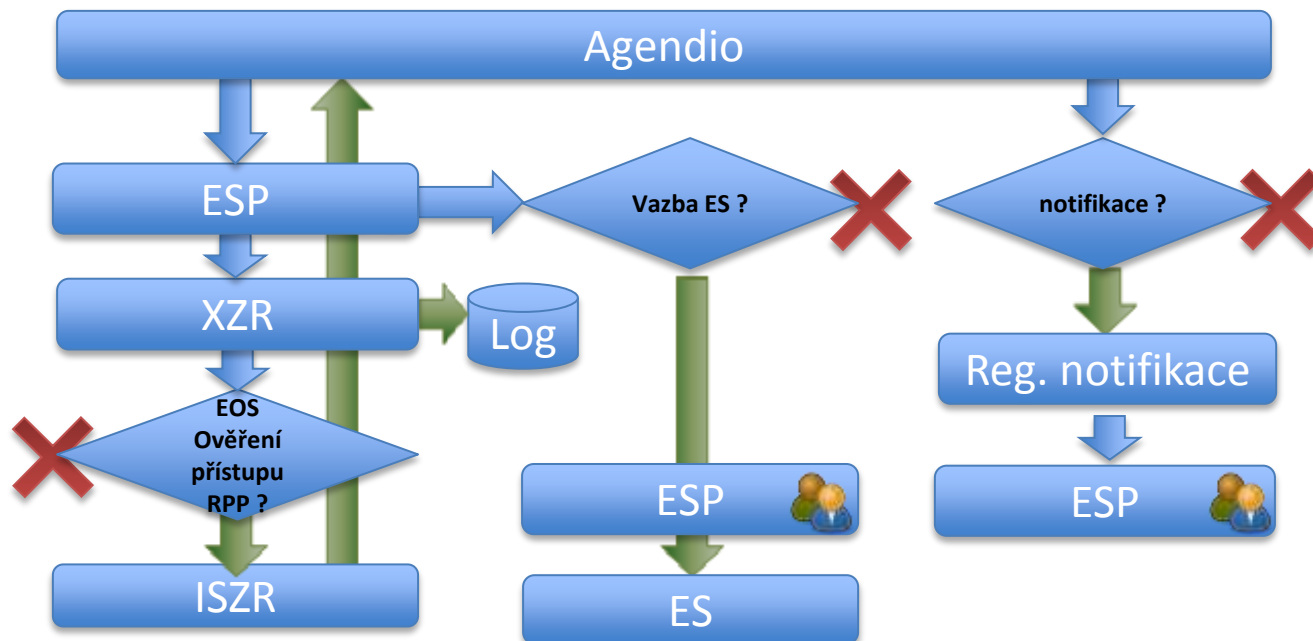 Agendio
ESP
Vazba ES ?
notifikace ?
XZR
Log
Reg. notifikace
EOS
Ověření
přístupu
RPP ?
ESP
ESP
ISZR
ES